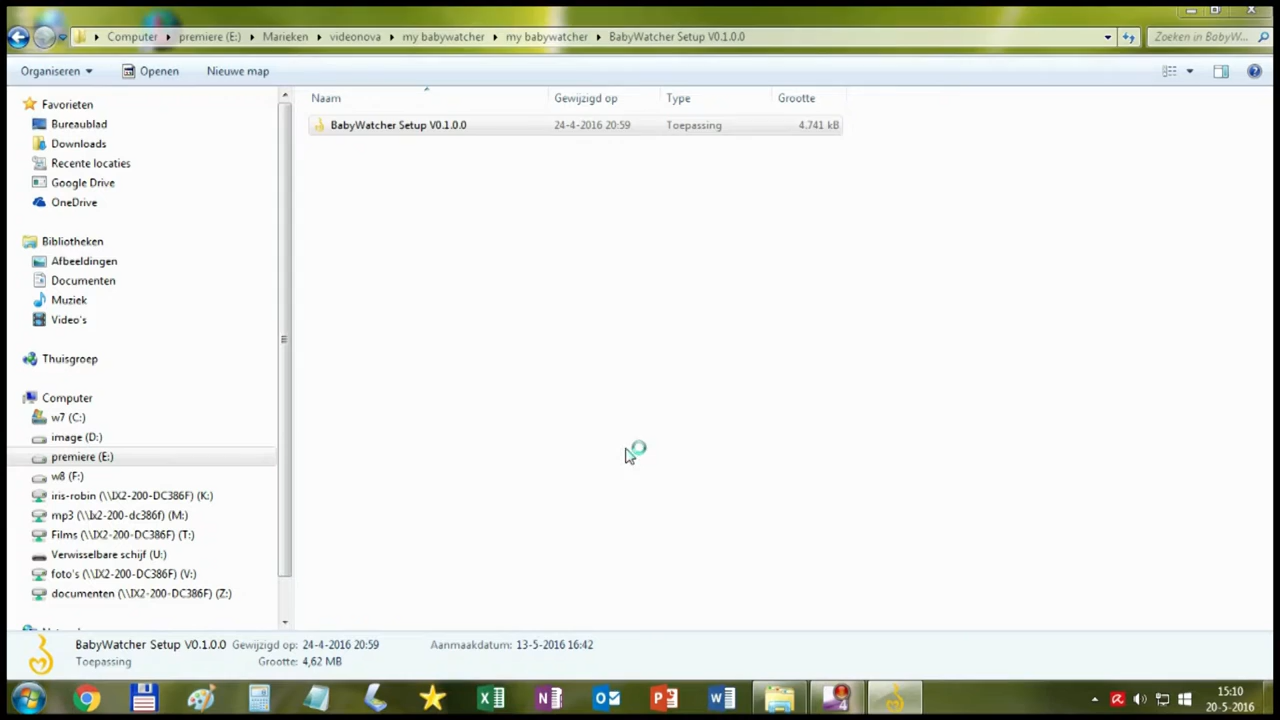 Computer premiere (E:) Marieken videonova my babywatcher my babywatcher BabyWatcher Setup V0.1.0.0 Zoeken in BabyW...
Organiseren Openen Nieuwe map
Naam Gewijzigd op Type Grootte
BabyWatcher Setup V0.1.0.0 24-4-2016 20:59 Toepassing 4.741 kB
Favorieten
Bureaublad
Downloads
Recente locaties
Google Drive
OneDrive
Bibliotheken
Afbeeldingen
Documenten
Muziek
Video's
Thuisgroep
Computer
w7 (C:)
image (D:)
premiere (E:)
w8 (F:)
iris-robin (\\IX2-200-DC386F) (K:)
mp3 (\\Ix2-200-dc386f) (M:)
Films (\\IX2-200-DC386F) (T:)
Verwisselbare schijf (U:)
foto's (\\IX2-200-DC386F) (V:)
documenten (\\IX2-200-DC386F) (Z:)
BabyWatcher Setup V0.1.0.0 Gewijzigd op: 24-4-2016 20:59 Aanmaakdatum: 13-5-2016 16:42
Toepassing Grootte: 4,62 MB
15:10
20-5-2016